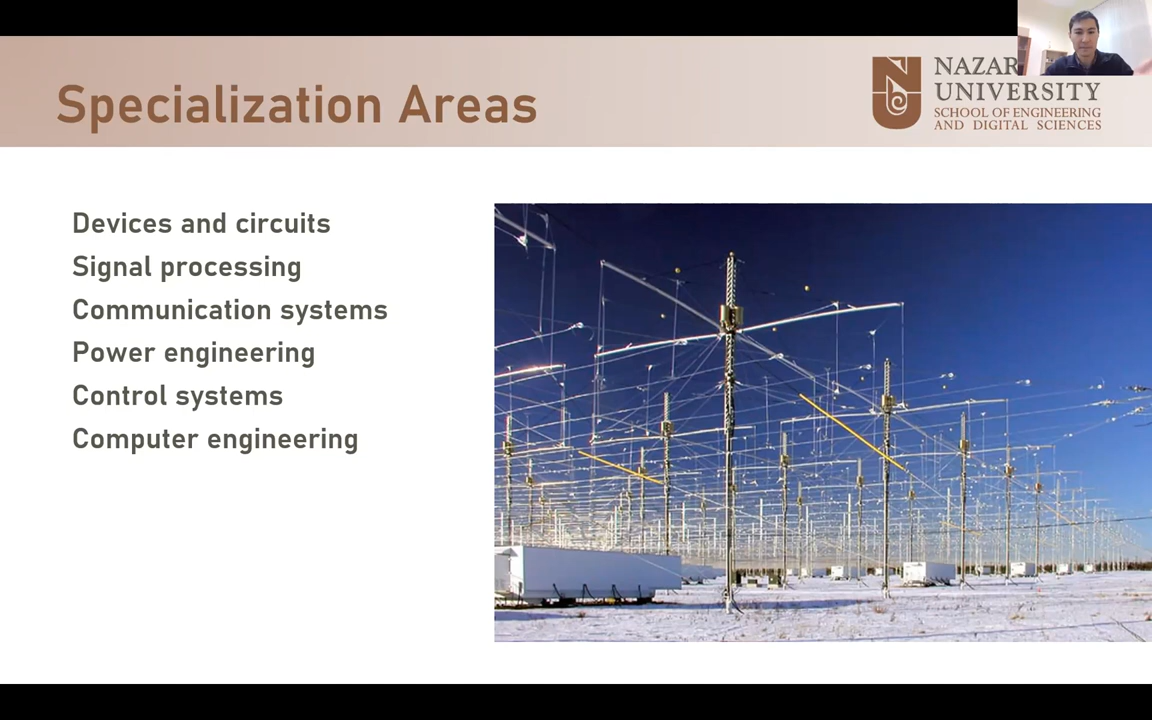 Specialization Areas
NAZAR
UNIVERSITY
SCHOOL OF ENGINEERING
AND DIGITAL SCIENCES
Devices and circuits
Signal processing
Communication systems
Power engineering
Control systems
Computer engineering